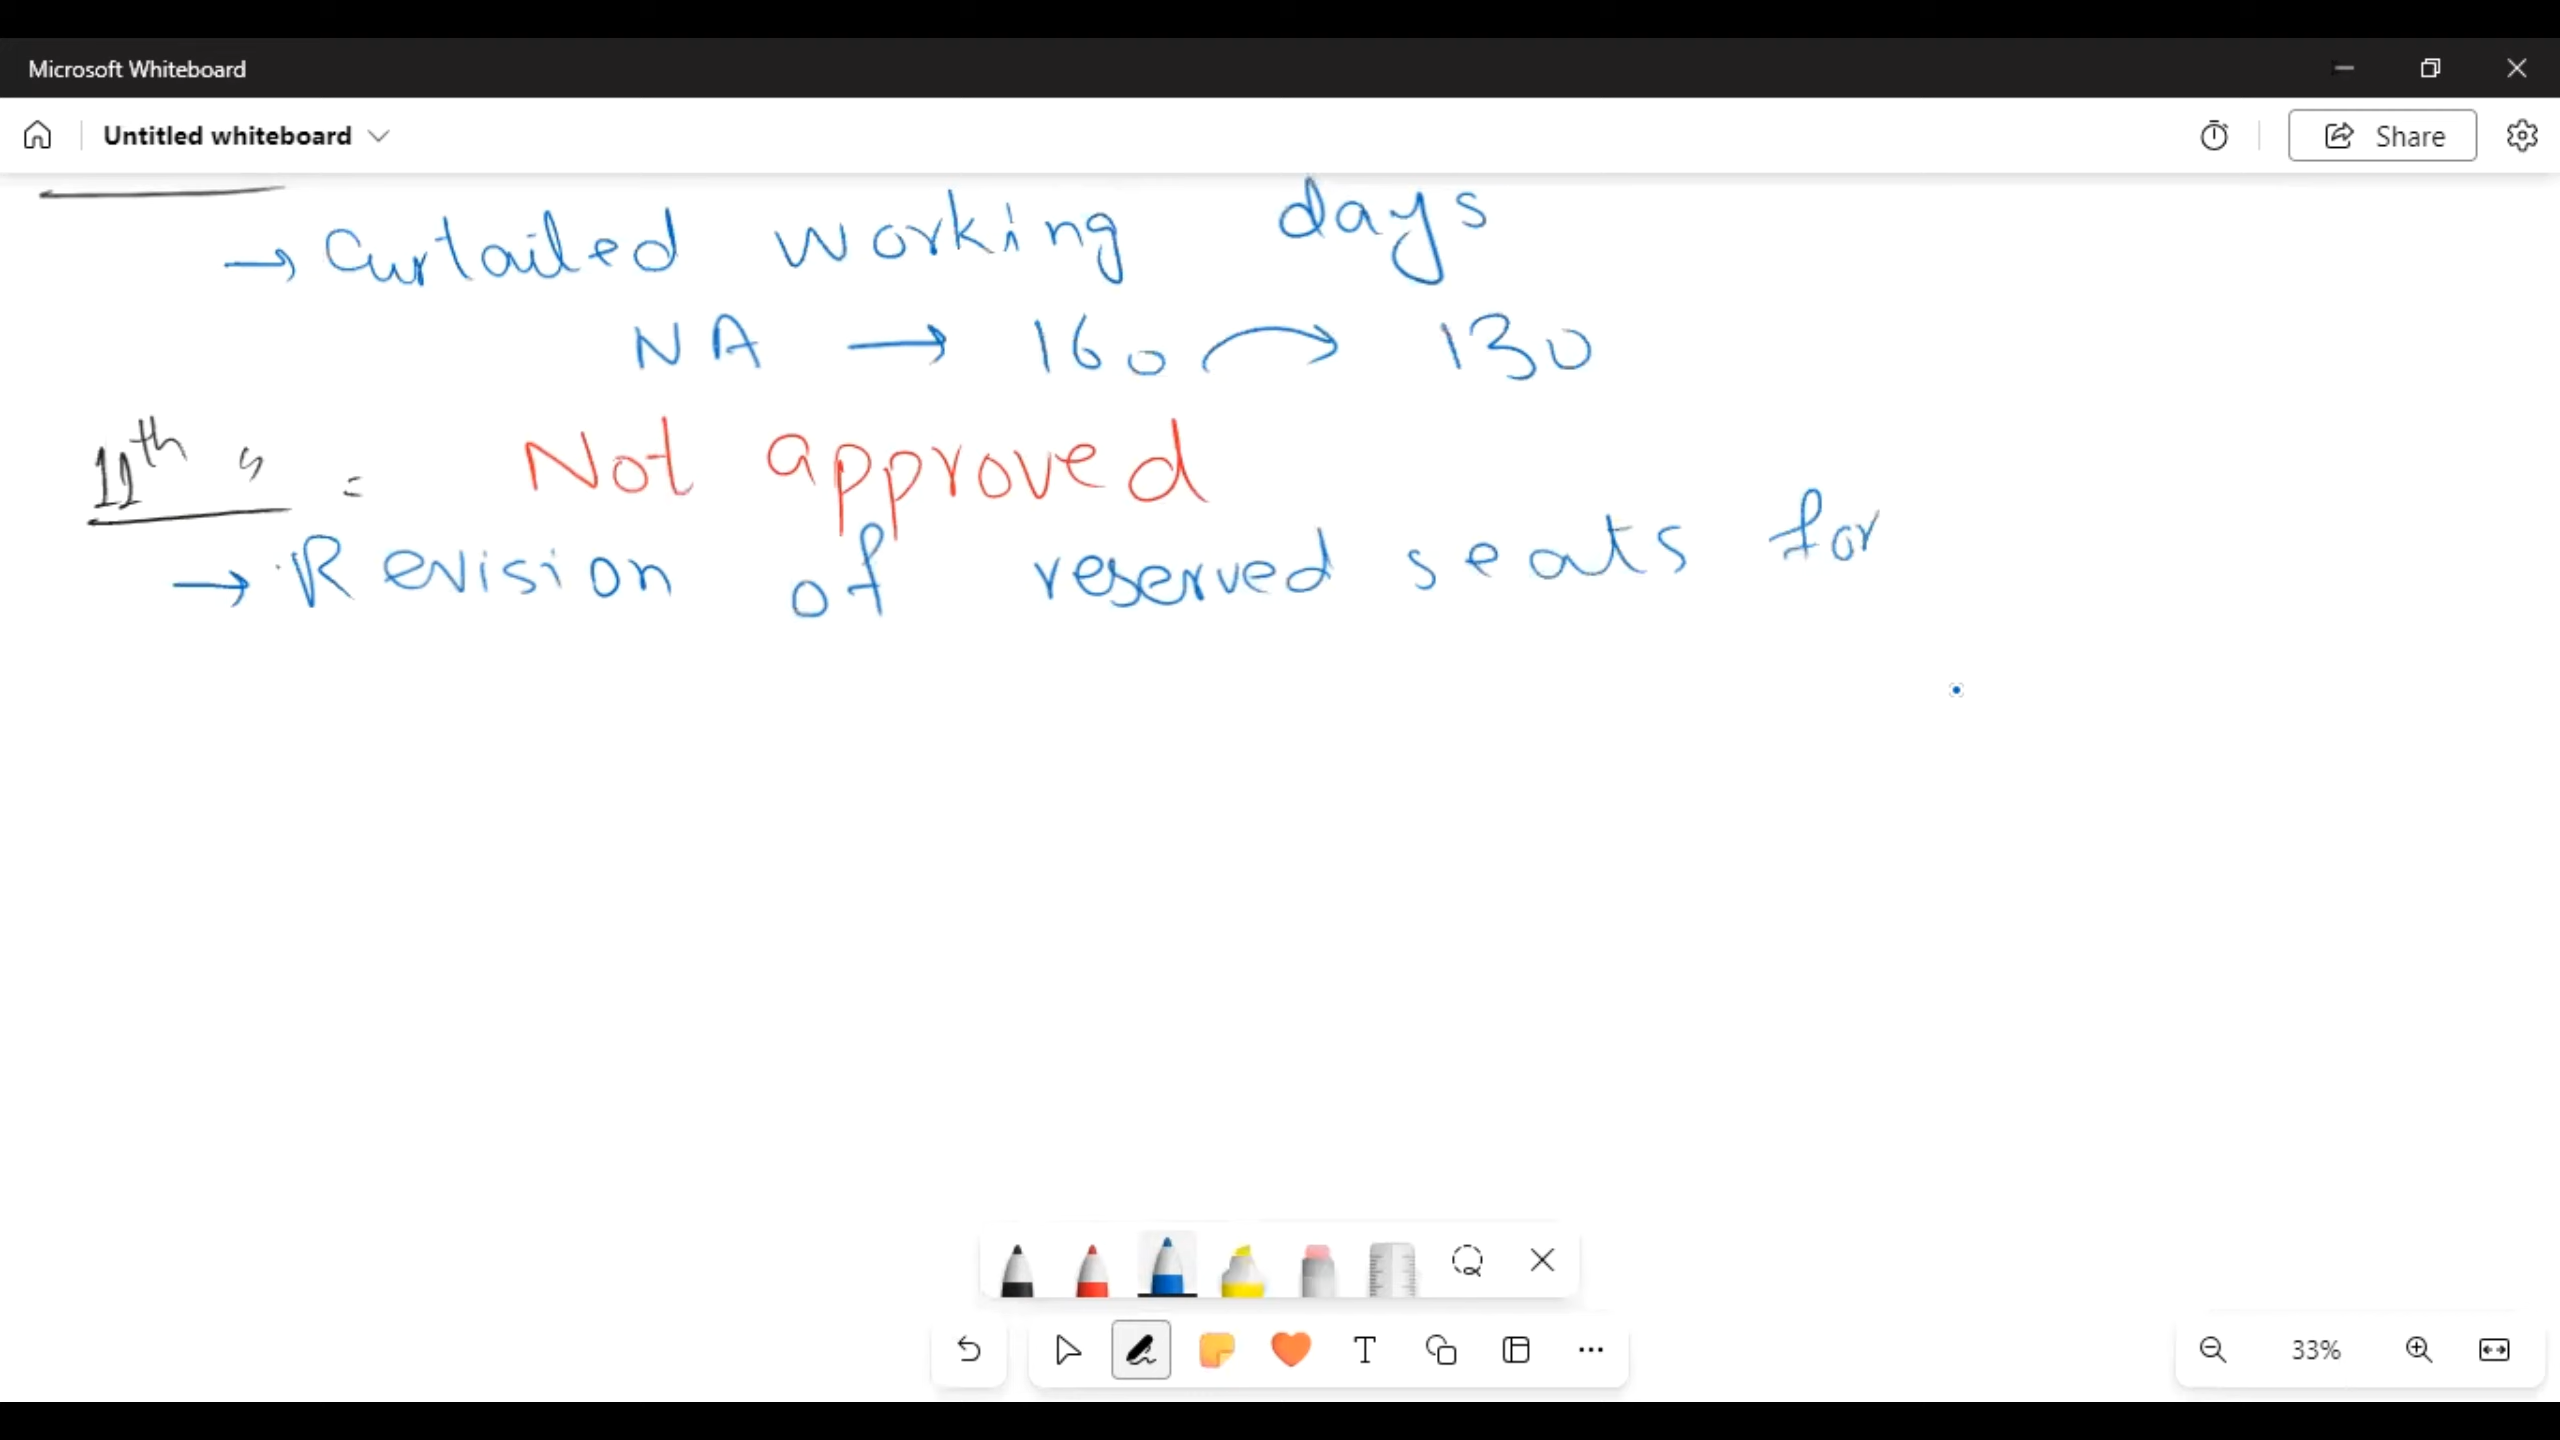 Microsoft Whiteboard
Untitled whiteboard
Share
→ Curtailed working days
NA → 160 → 130
11th " = Not approved
→ Revision of reserved seats for
33%